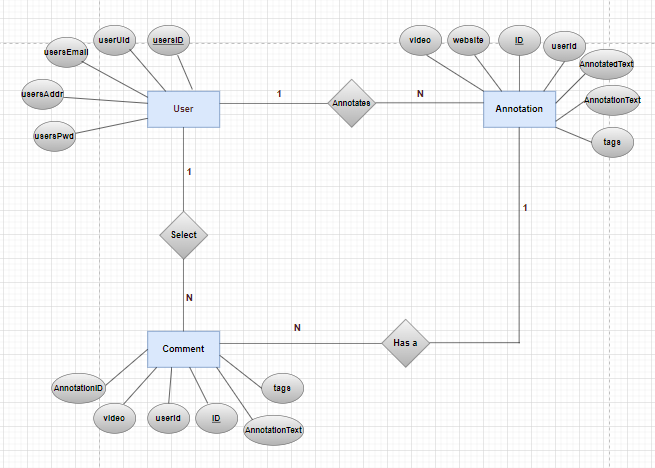 userUid
usersID
usersEmail
usersAddr
usersPwd
User
1
Annotates
N
video
website
ID
userId
AnnotatedText
AnnotationText
tags
Annotation
1
Select
N
1
N
Has a
Comment
AnnotationID
video
userId
ID
AnnotationText
tags